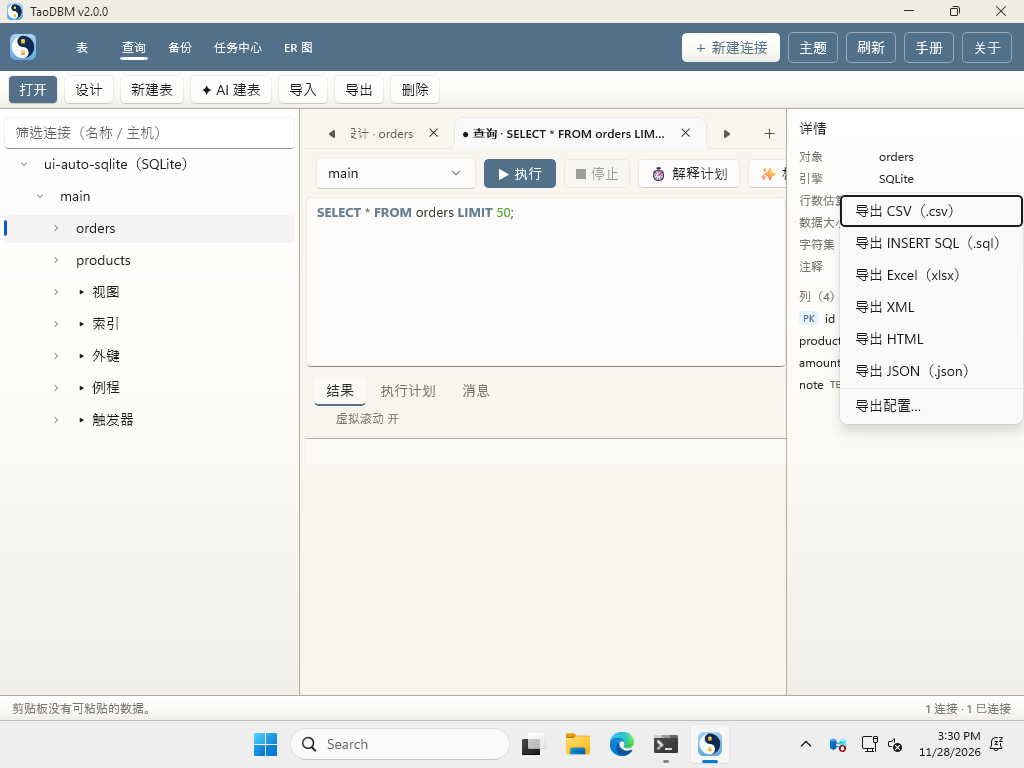 TaoDBM v2.0.0
表
查询
备份
任务中心
ER 图
+ 新建连接
主题
刷新
手册
关于
打开
设计
新建表
✦ AI 建表
导入
导出
删除
筛选连接（名称 / 主机）
ui-auto-sqlite（SQLite）
main
orders
products
视图
索引
外键
例程
触发器
设计 · orders
● 查询 · SELECT * FROM orders LIM...
main
执行
停止
解释计划
SELECT * FROM orders LIMIT 50;
结果
执行计划
消息
虚拟滚动 开
详情
对象 orders
引擎 SQLite
行数估
数据大
字符集
注释
列（4）
PK id
product
amount
note TE
导出 CSV（.csv）
导出 INSERT SQL（.sql）
导出 Excel（xlsx）
导出 XML
导出 HTML
导出 JSON（.json）
导出配置...
剪贴板没有可粘贴的数据。
1 连接 · 1 已连接
Search
3:30 PM
11/28/2026